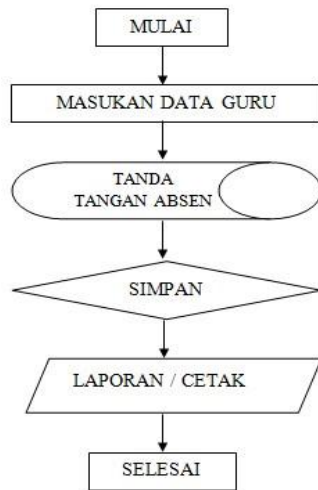 MULAI
MASUKAN DATA GURU
TANDA
TANGAN ABSEN
SIMPAN
LAPORAN / CETAK
SELESAI